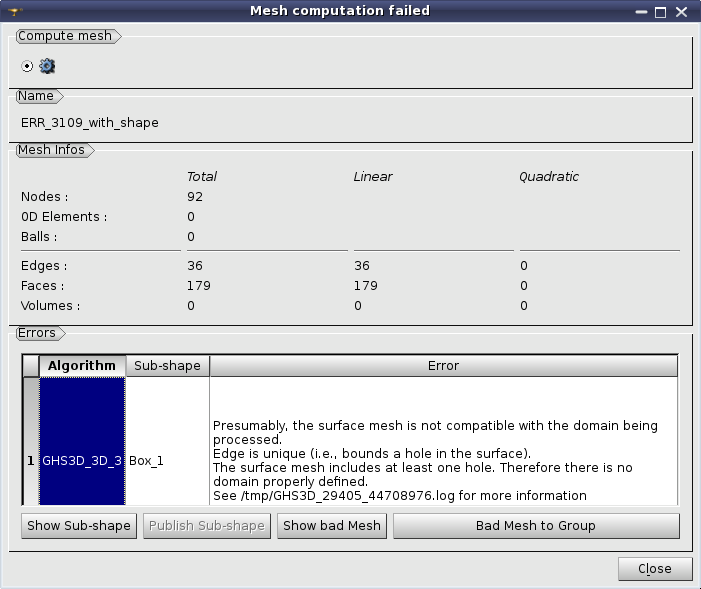 Mesh computation failed
Compute mesh
Name
ERR_3109_with_shape
Mesh Infos
Total Linear Quadratic
Nodes : 92
0D Elements : 0
Balls : 0
Edges : 36 36 0
Faces : 179 179 0
Volumes : 0 0 0
Errors
Algorithm Sub-shape Error
Presumably, the surface mesh is not compatible with the domain being
processed.
Edge is unique (i.e., bounds a hole in the surface).
1 GHS3D_3D_3 Box_1 The surface mesh includes at least one hole. Therefore there is no
domain properly defined.
See /tmp/GHS3D_29405_44708976.log for more information
Show Sub-shape Publish Sub-shape Show bad Mesh Bad Mesh to Group
Close